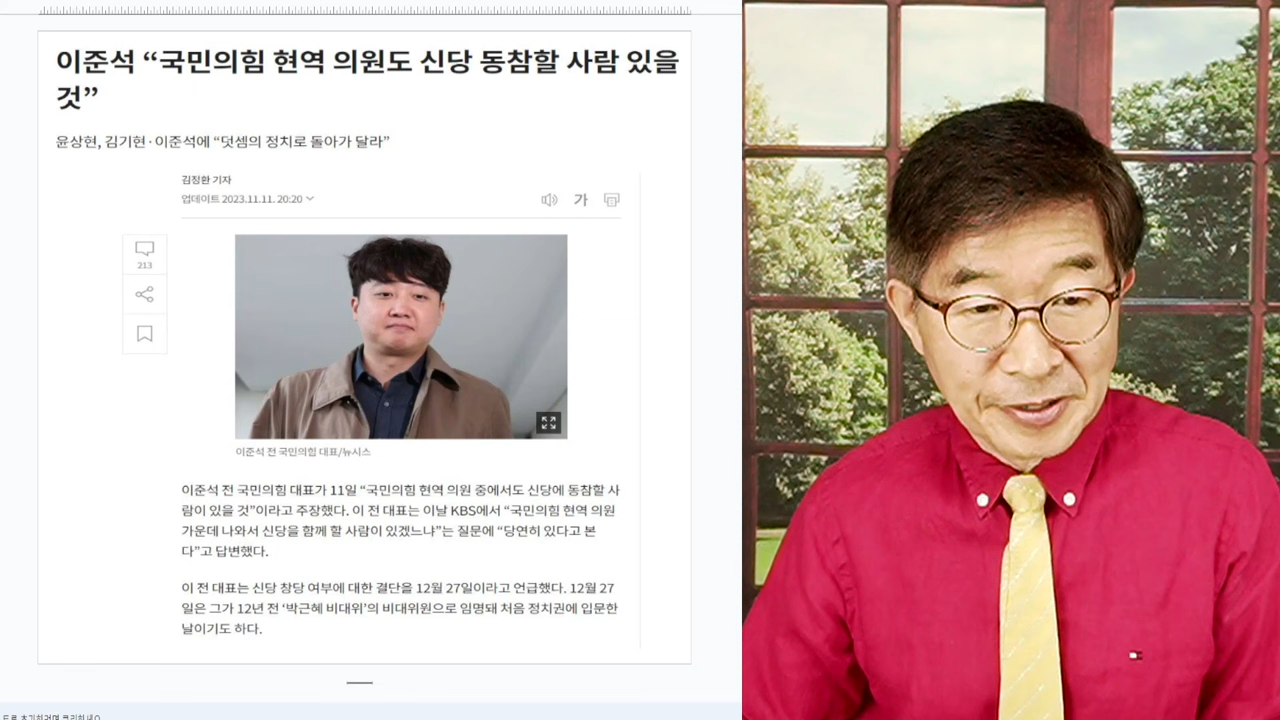 이준석 “국민의힘 현역 의원도 신당 동참할 사람 있을
것”
윤상현, 김기현·이준석에 “덧셈의 정치로 돌아가 달라”
김정환 기자
업데이트 2023.11.11. 20:20
가
213
이준석 전 국민의힘 대표/뉴시스
이준석 전 국민의힘 대표가 11일 “국민의힘 현역 의원 중에서도 신당에 동참할 사
람이 있을 것”이라고 주장했다. 이 전 대표는 이날 KBS에서 “국민의힘 현역 의원
가운데 나와서 신당을 함께 할 사람이 있겠느냐”는 질문에 “당연히 있다고 본
다”고 답변했다.
이 전 대표는 신당 창당 여부에 대한 결단을 12월 27일이라고 언급했다. 12월 27
일은 그가 12년 전 ‘박근혜 비대위’의 비대위원으로 임명돼 처음 정치권에 입문한
날이기도 하다.